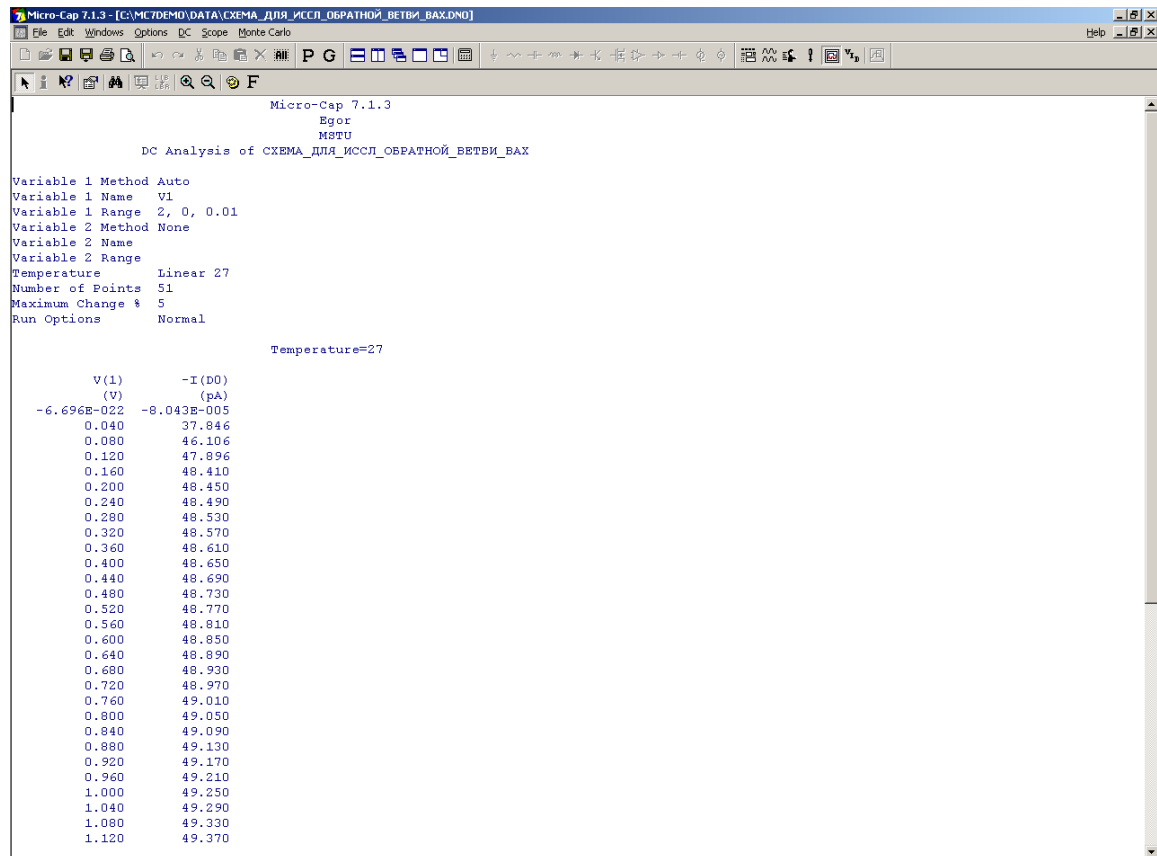 Micro-Cap 7.1.3 - [C:\MC7DEMO\DATA\СХЕМА_ДЛЯ_ИССЛ_ОБРАТНОЙ_ВЕТВИ_ВАХ.DNO]
File Edit Windows Options DC Scope Monte Carlo Help
P G
F
Micro-Cap 7.1.3
Egor
MSTU
DC Analysis of СХЕМА_ДЛЯ_ИССЛ_ОБРАТНОЙ_ВЕТВИ_ВАХ
Variable 1 Method Auto
Variable 1 Name V1
Variable 1 Range 2, 0, 0.01
Variable 2 Method None
Variable 2 Name
Variable 2 Range
Temperature Linear 27
Number of Points 51
Maximum Change % 5
Run Options Normal
Temperature=27
V(1) -I(D0)
(V) (pA)
-6.696E-022 -8.043E-005
0.040 37.846
0.080 46.106
0.120 47.896
0.160 48.410
0.200 48.450
0.240 48.490
0.280 48.530
0.320 48.570
0.360 48.610
0.400 48.650
0.440 48.690
0.480 48.730
0.520 48.770
0.560 48.810
0.600 48.850
0.640 48.890
0.680 48.930
0.720 48.970
0.760 49.010
0.800 49.050
0.840 49.090
0.880 49.130
0.920 49.170
0.960 49.210
1.000 49.250
1.040 49.290
1.080 49.330
1.120 49.370